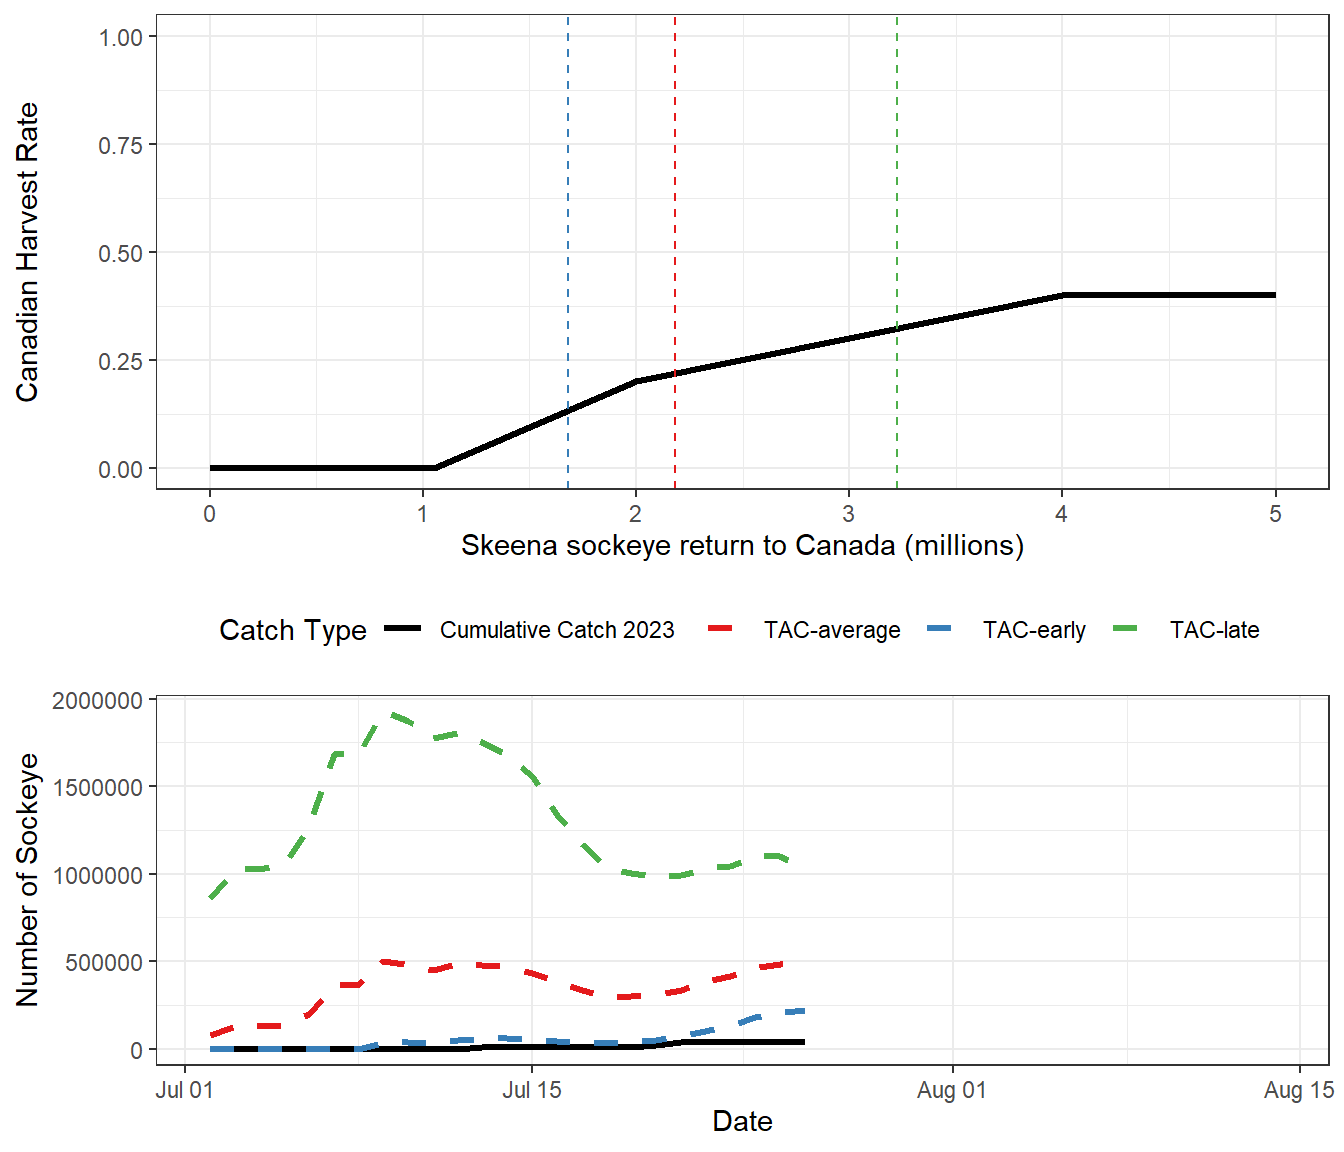 1.00
0.75
0.50
0.25
0.00
Canadian Harvest Rate
0 1 2 3 4 5
Skeena sockeye return to Canada (millions)
Catch Type Cumulative Catch 2023 TAC-average TAC-early TAC-late
2000000
1500000
1000000
500000
0
Number of Sockeye
Jul 01 Jul 15 Aug 01 Aug 15
Date